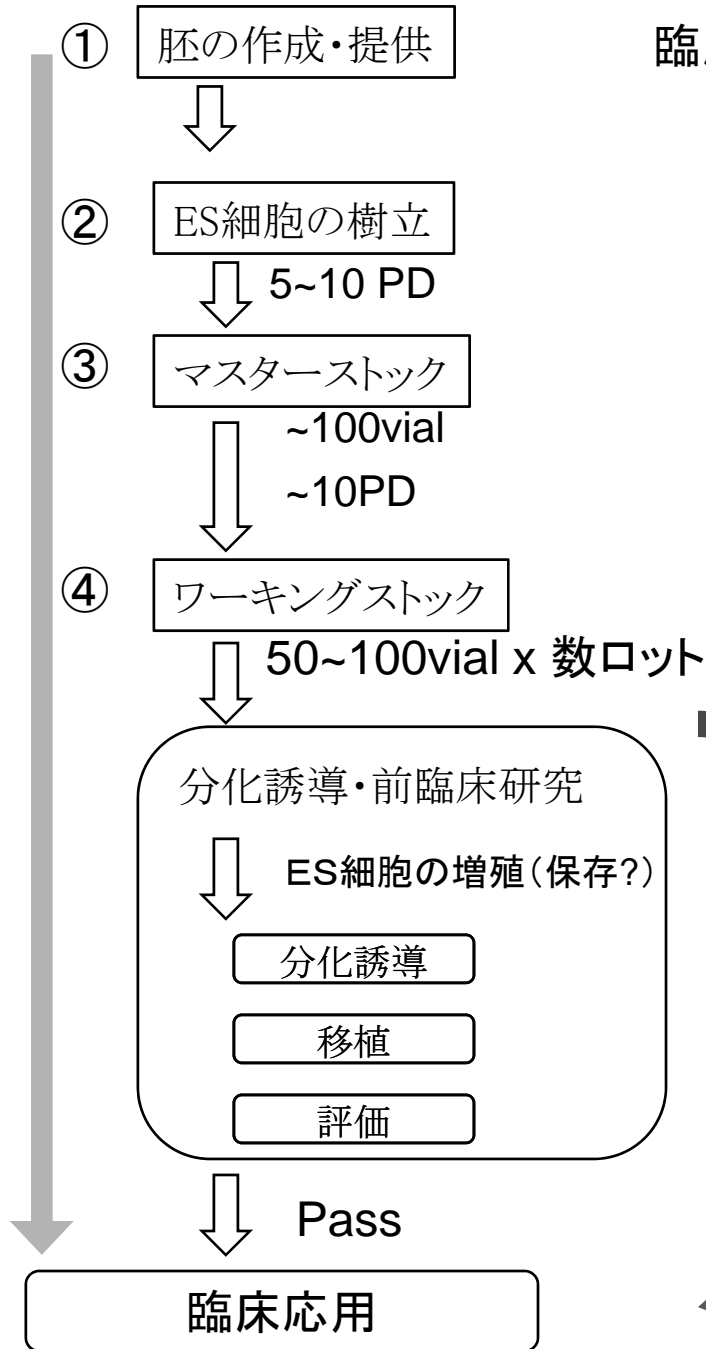 ① 胚の作成・提供
臨
② ES細胞の樹立
5~10 PD
③ マスターストック
~100vial
~10PD
④ ワーキングストック
50~100vial x 数ロット
分化誘導・前臨床研究
ES細胞の増殖(保存?)
分化誘導
移植
評価
Pass
臨床応用